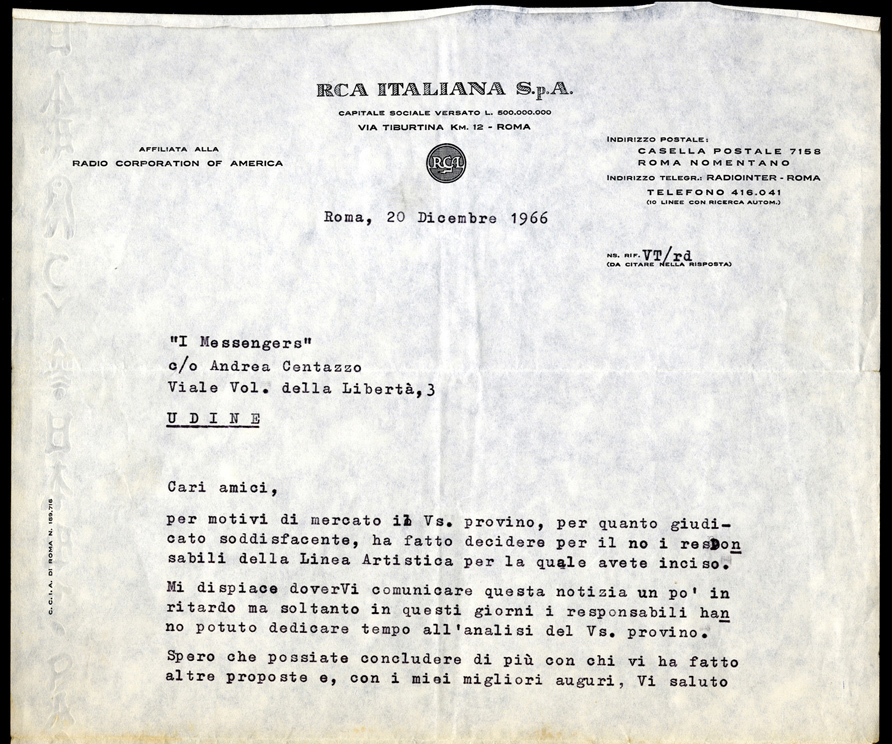 RCA ITALIANA S.p.A.
CAPITALE SOCIALE VERSATO L. 500.000.000
VIA TIBURTINA KM. 12 - ROMA
AFFILIATA ALLA
RADIO CORPORATION OF AMERICA
RCA
INDIRIZZO POSTALE:
CASELLA POSTALE 7158
ROMA NOMENTANO
INDIRIZZO TELEGR.: RADIOINTER - ROMA
TELEFONO 416.041
(10 LINEE CON RICERCA AUTOM.)
Roma, 20 Dicembre 1966
NS. RIF. VT/rd
(DA CITARE NELLA RISPOSTA)
"I Messengers"
c/o Andrea Centazzo
Viale Vol. della Libertà,3
U D I N E
Cari amici,
per motivi di mercato il Vs. provino, per quanto giudi-
cato soddisfacente, ha fatto decidere per il no i respon
sabili della Linea Artistica per la quale avete inciso.
Mi dispiace doverVi comunicare questa notizia un po' in
ritardo ma soltanto in questi giorni i responsabili han
no potuto dedicare tempo all'analisi del Vs. provino.
Spero che possiate concludere di più con chi vi ha fatto
altre proposte e, con i miei migliori auguri, Vi saluto
C.C.I.A. DI ROMA N. 159.716